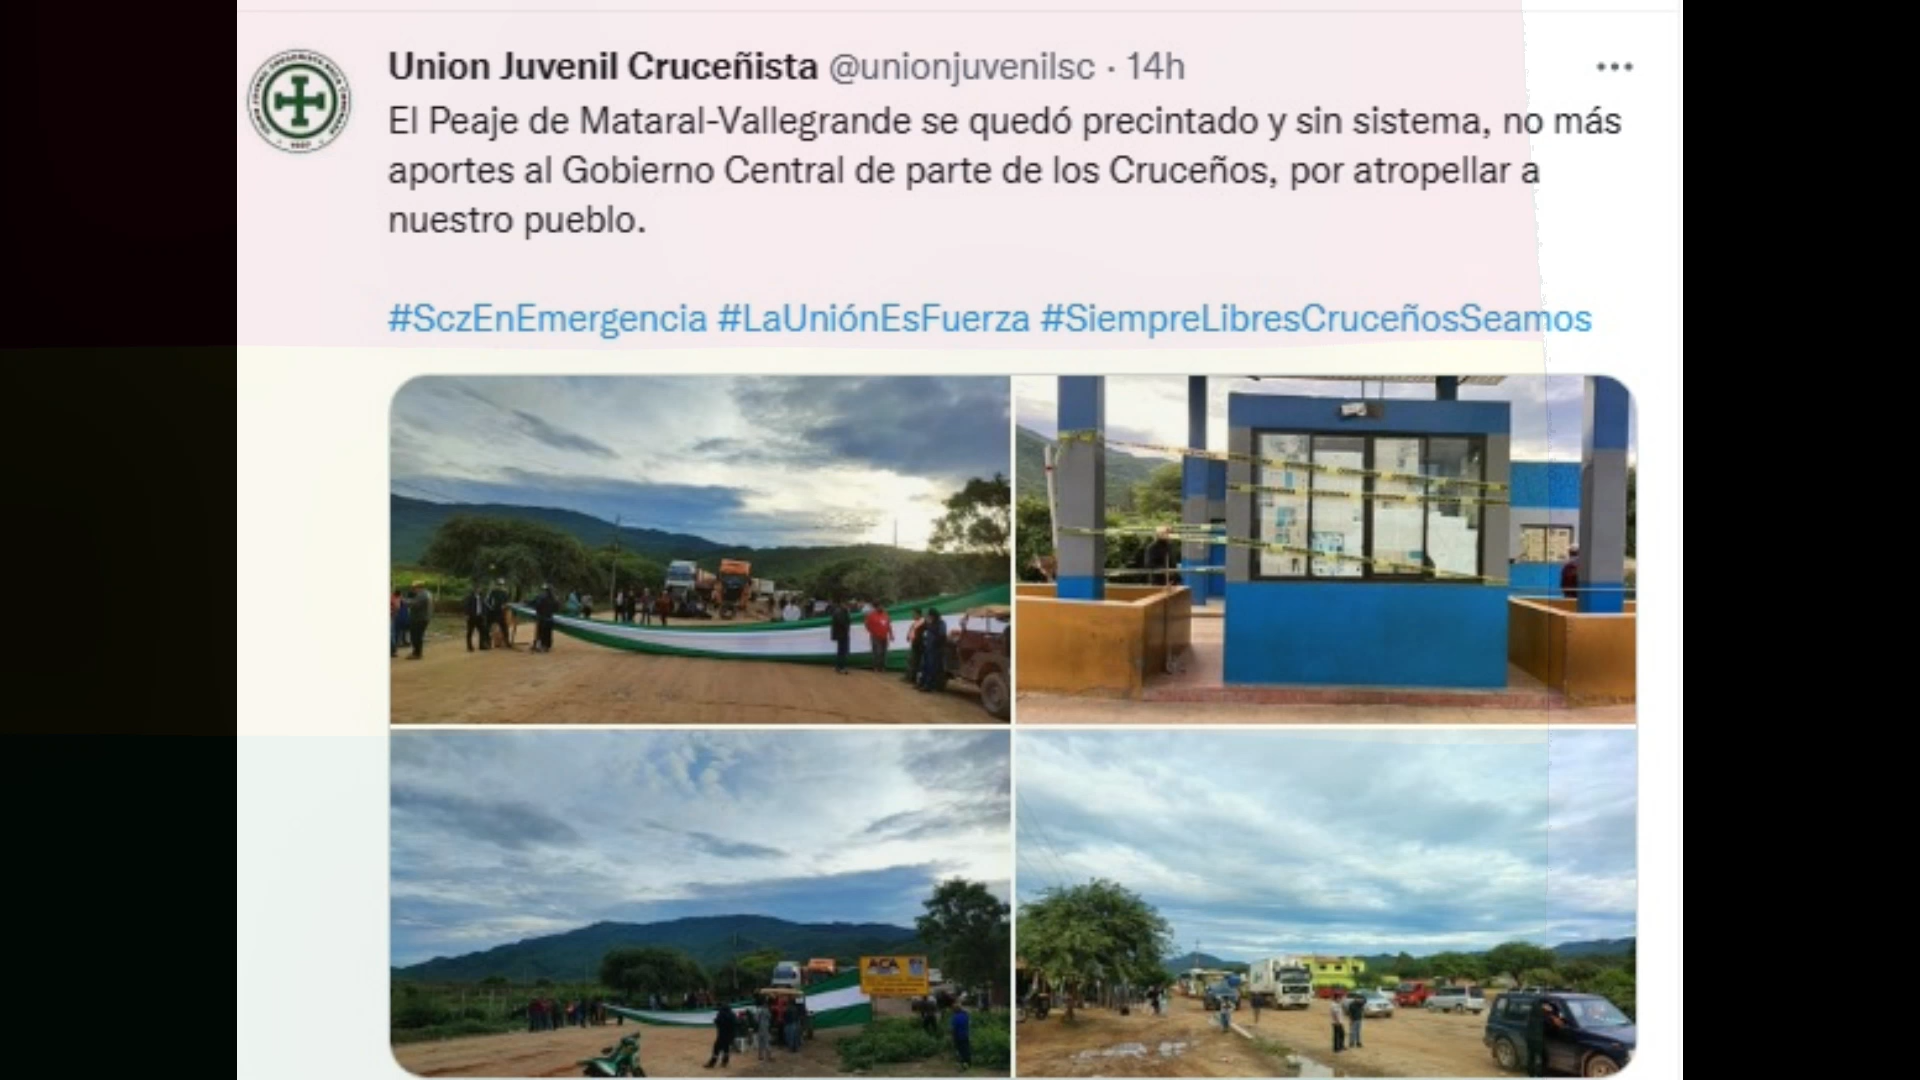 Union Juvenil Cruceñista @unionjuvenilsc · 14h
El Peaje de Mataral-Vallegrande se quedó precintado y sin sistema, no más
aportes al Gobierno Central de parte de los Cruceños, por atropellar a
nuestro pueblo.
#SczEnEmergencia #LaUniónEsFuerza #SiempreLibresCruceñosSeamos
ACA